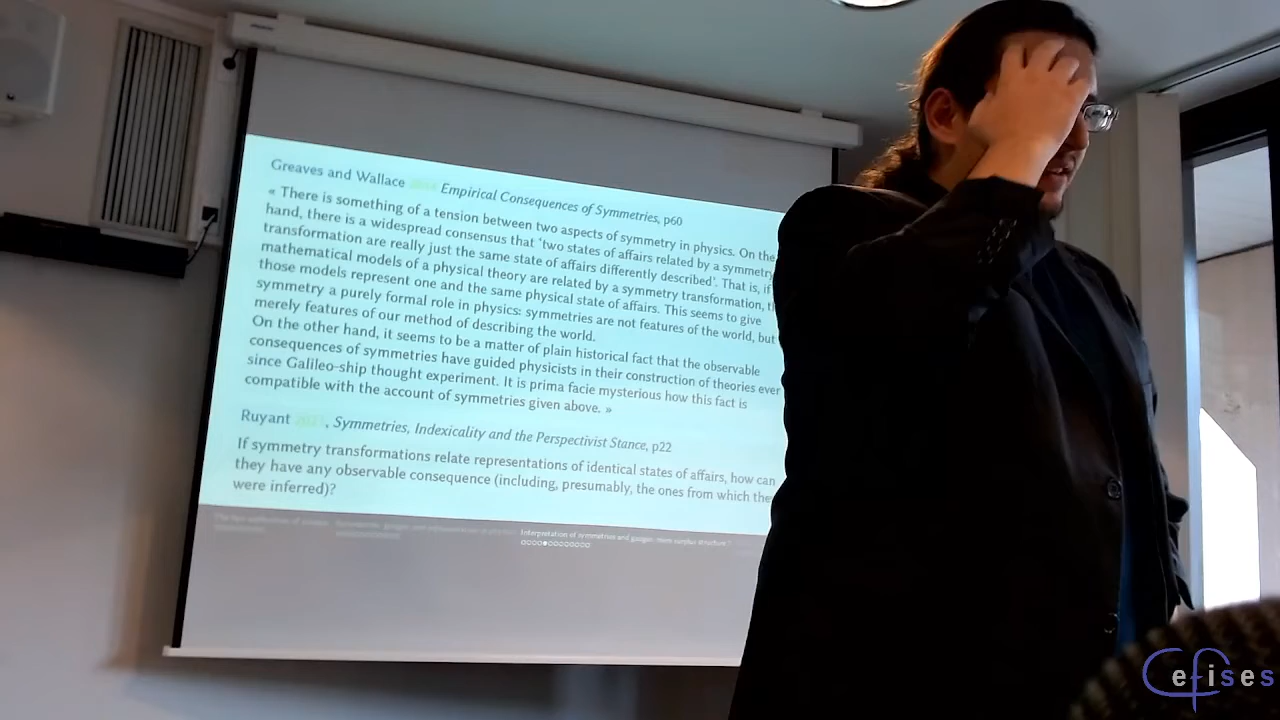 Greaves and Wallace Empirical Consequences of Symmetries, p60
« There is something of a tension between two aspects of symmetry in physics. On the
hand, there is a widespread consensus that 'two states of affairs related by a symmetry
transformation are really just the same state of affairs differently described'. That is, if
mathematical models of a physical theory are related by a symmetry transformation,
those models represent one and the same physical state of affairs. This seems to give
symmetry a purely formal role in physics: symmetries are not features of the world, but
merely features of our method of describing the world.
On the other hand, it seems to be a matter of plain historical fact that the observable
consequences of symmetries have guided physicists in their construction of theories ever
since Galileo-ship thought experiment. It is prima facie mysterious how this fact is
compatible with the account of symmetries given above. »
Ruyant , Symmetries, Indexicality and the Perspectivist Stance, p22
If symmetry transformations relate representations of identical states of affairs, how can
they have any observable consequence (including, presumably, the ones from which the
were inferred)?
Interpretation of symmetries and gauges: mere surplus structure?
Cefises